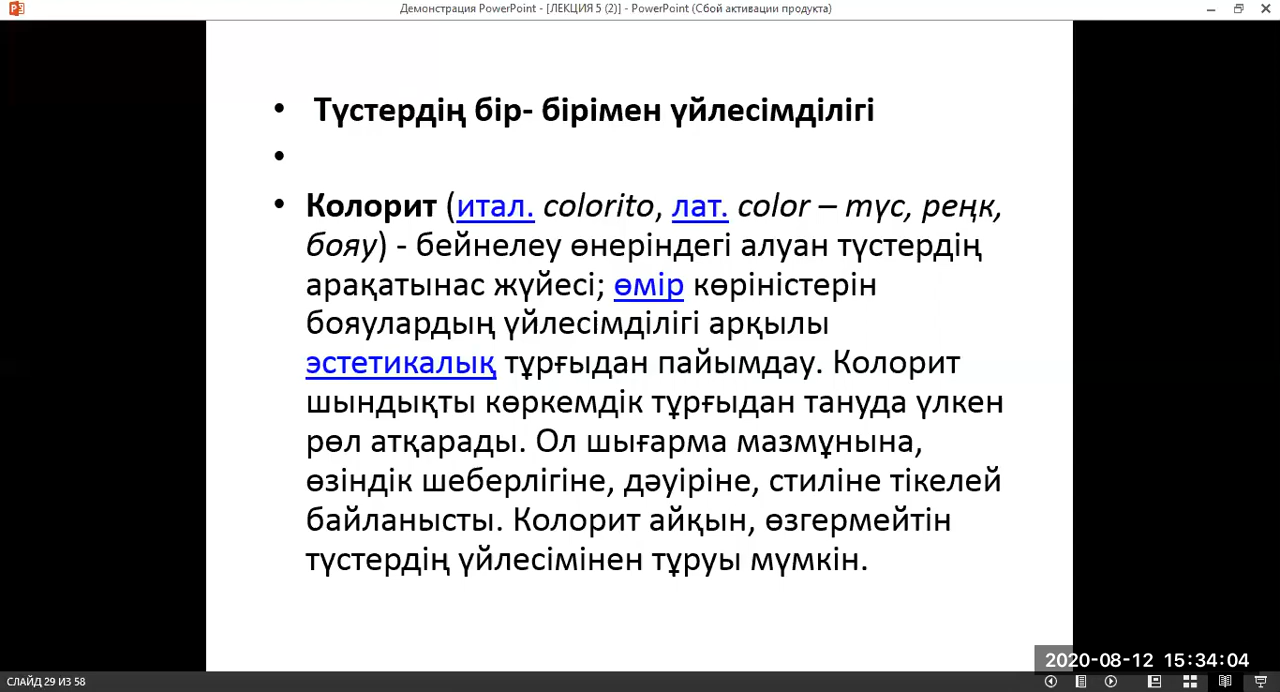 Демонстрация PowerPoint - [ЛЕКЦИЯ 5 (2)] - PowerPoint (Сбой активации продукта)
• Түстердің бір- бірімен үйлесімділігі
•
• Колорит (итал. colorito, лат. color – түс, реңк,
бояу) - бейнелеу өнеріндегі алуан түстердің
арақатынас жүйесі; өмір көріністерін
бояулардың үйлесімділігі арқылы
эстетикалық тұрғыдан пайымдау. Колорит
шындықты көркемдік тұрғыдан тануда үлкен
рөл атқарады. Ол шығарма мазмұнына,
өзіндік шеберлігіне, дәуіріне, стиліне тікелей
байланысты. Колорит айқын, өзгермейтін
түстердің үйлесімінен тұруы мүмкін.
2020-08-12 15:34:04
СЛАЙД 29 ИЗ 58